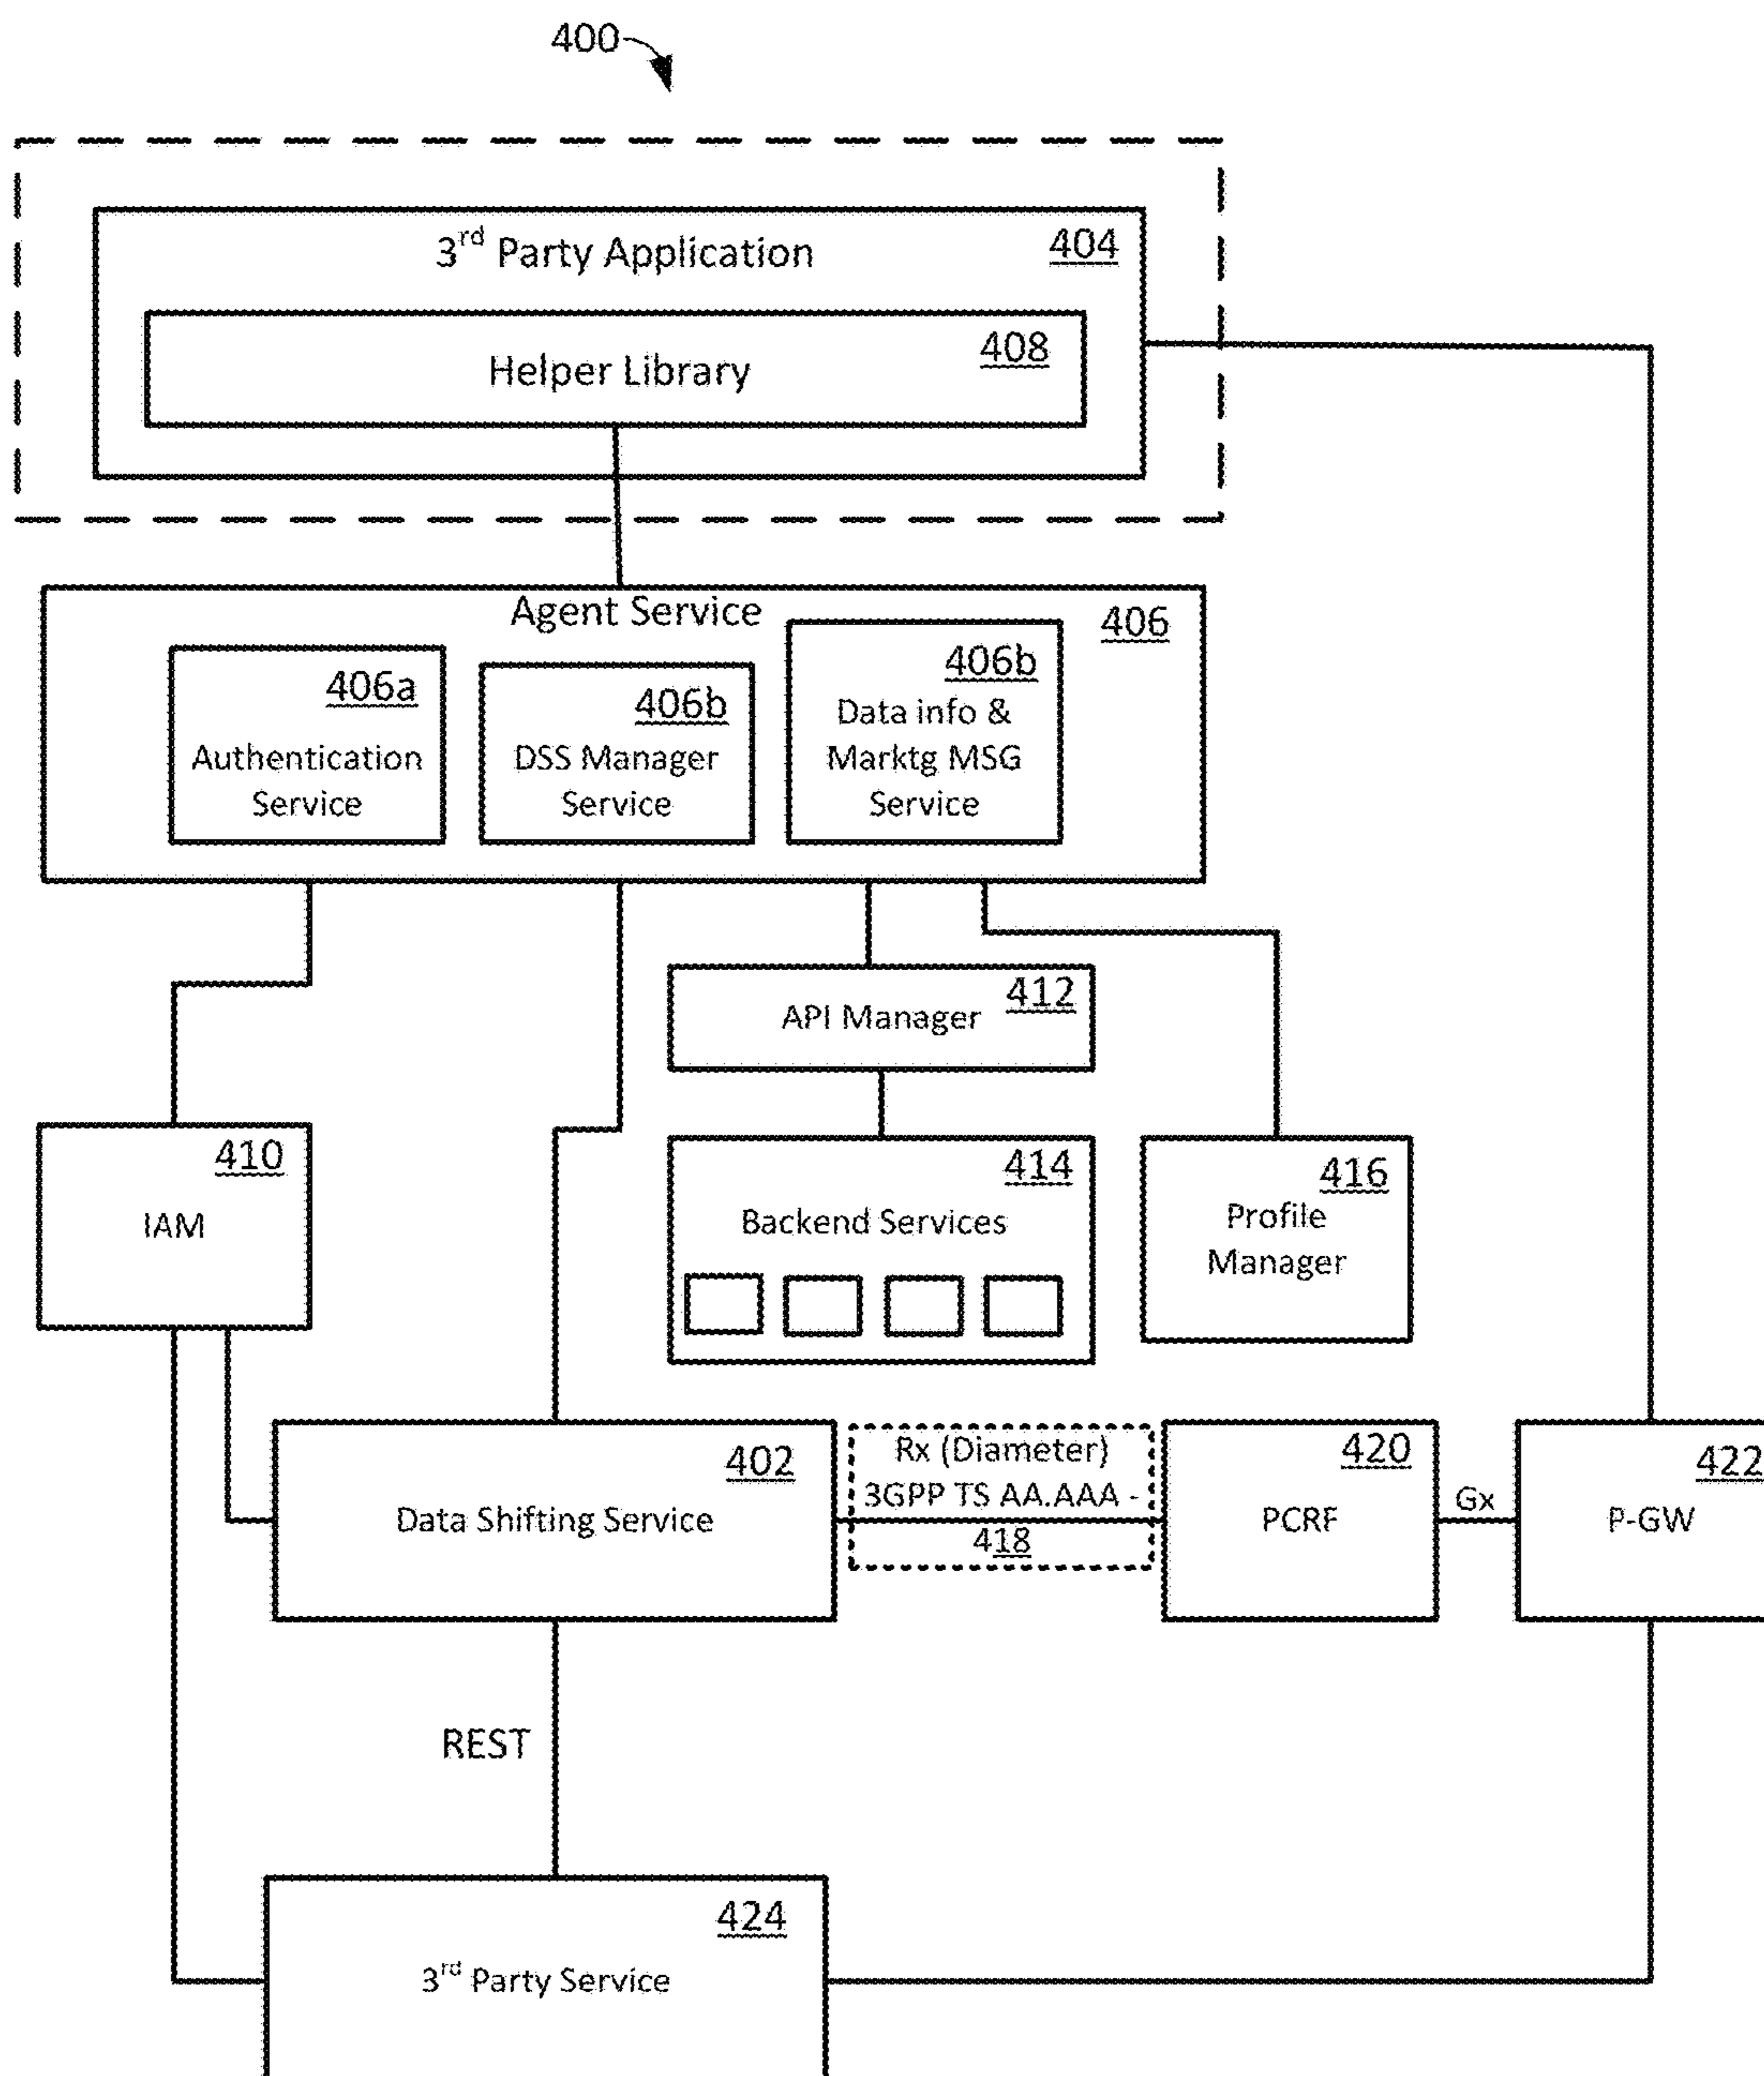 400
3rd Party Application
404
Helper Library
408
Agent Service
406
406a
Authentication
Service
406b
DSS Manager
Service
406b
Data info &
Marktg MSG
Service
API Manager
412
410
IAM
414
Backend Services
416
Profile
Manager
402
Data Shifting Service
Rx (Diameter)
3GPP TS AA.AAA -
418
420
PCRF
Gx
422
P-GW
REST
424
3rd Party Service